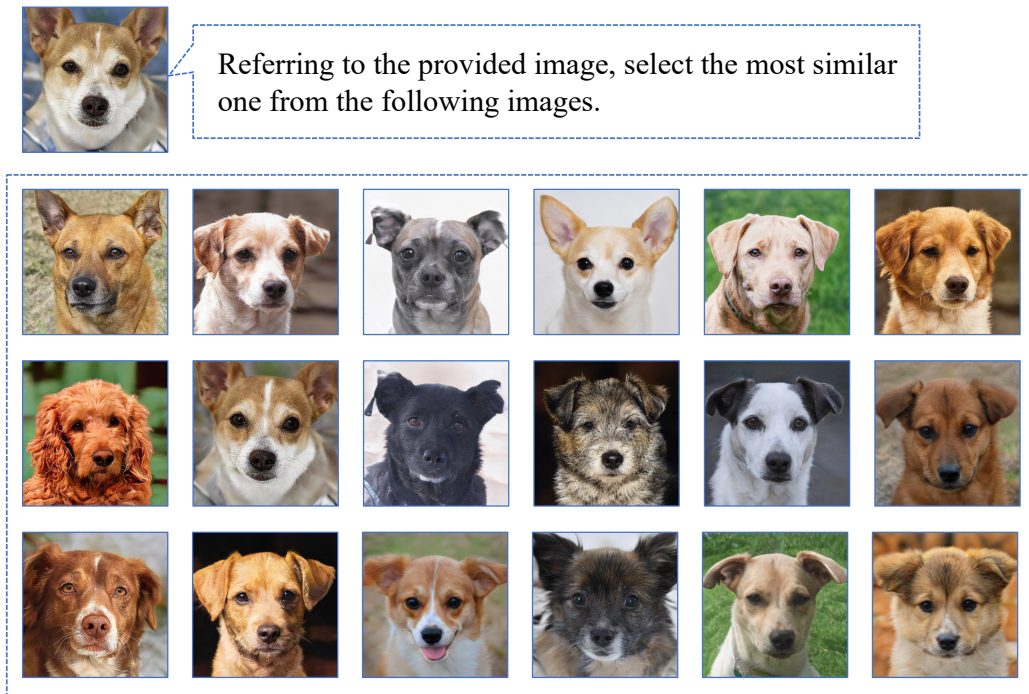 Referring to the provided image, select the most similar
one from the following images.